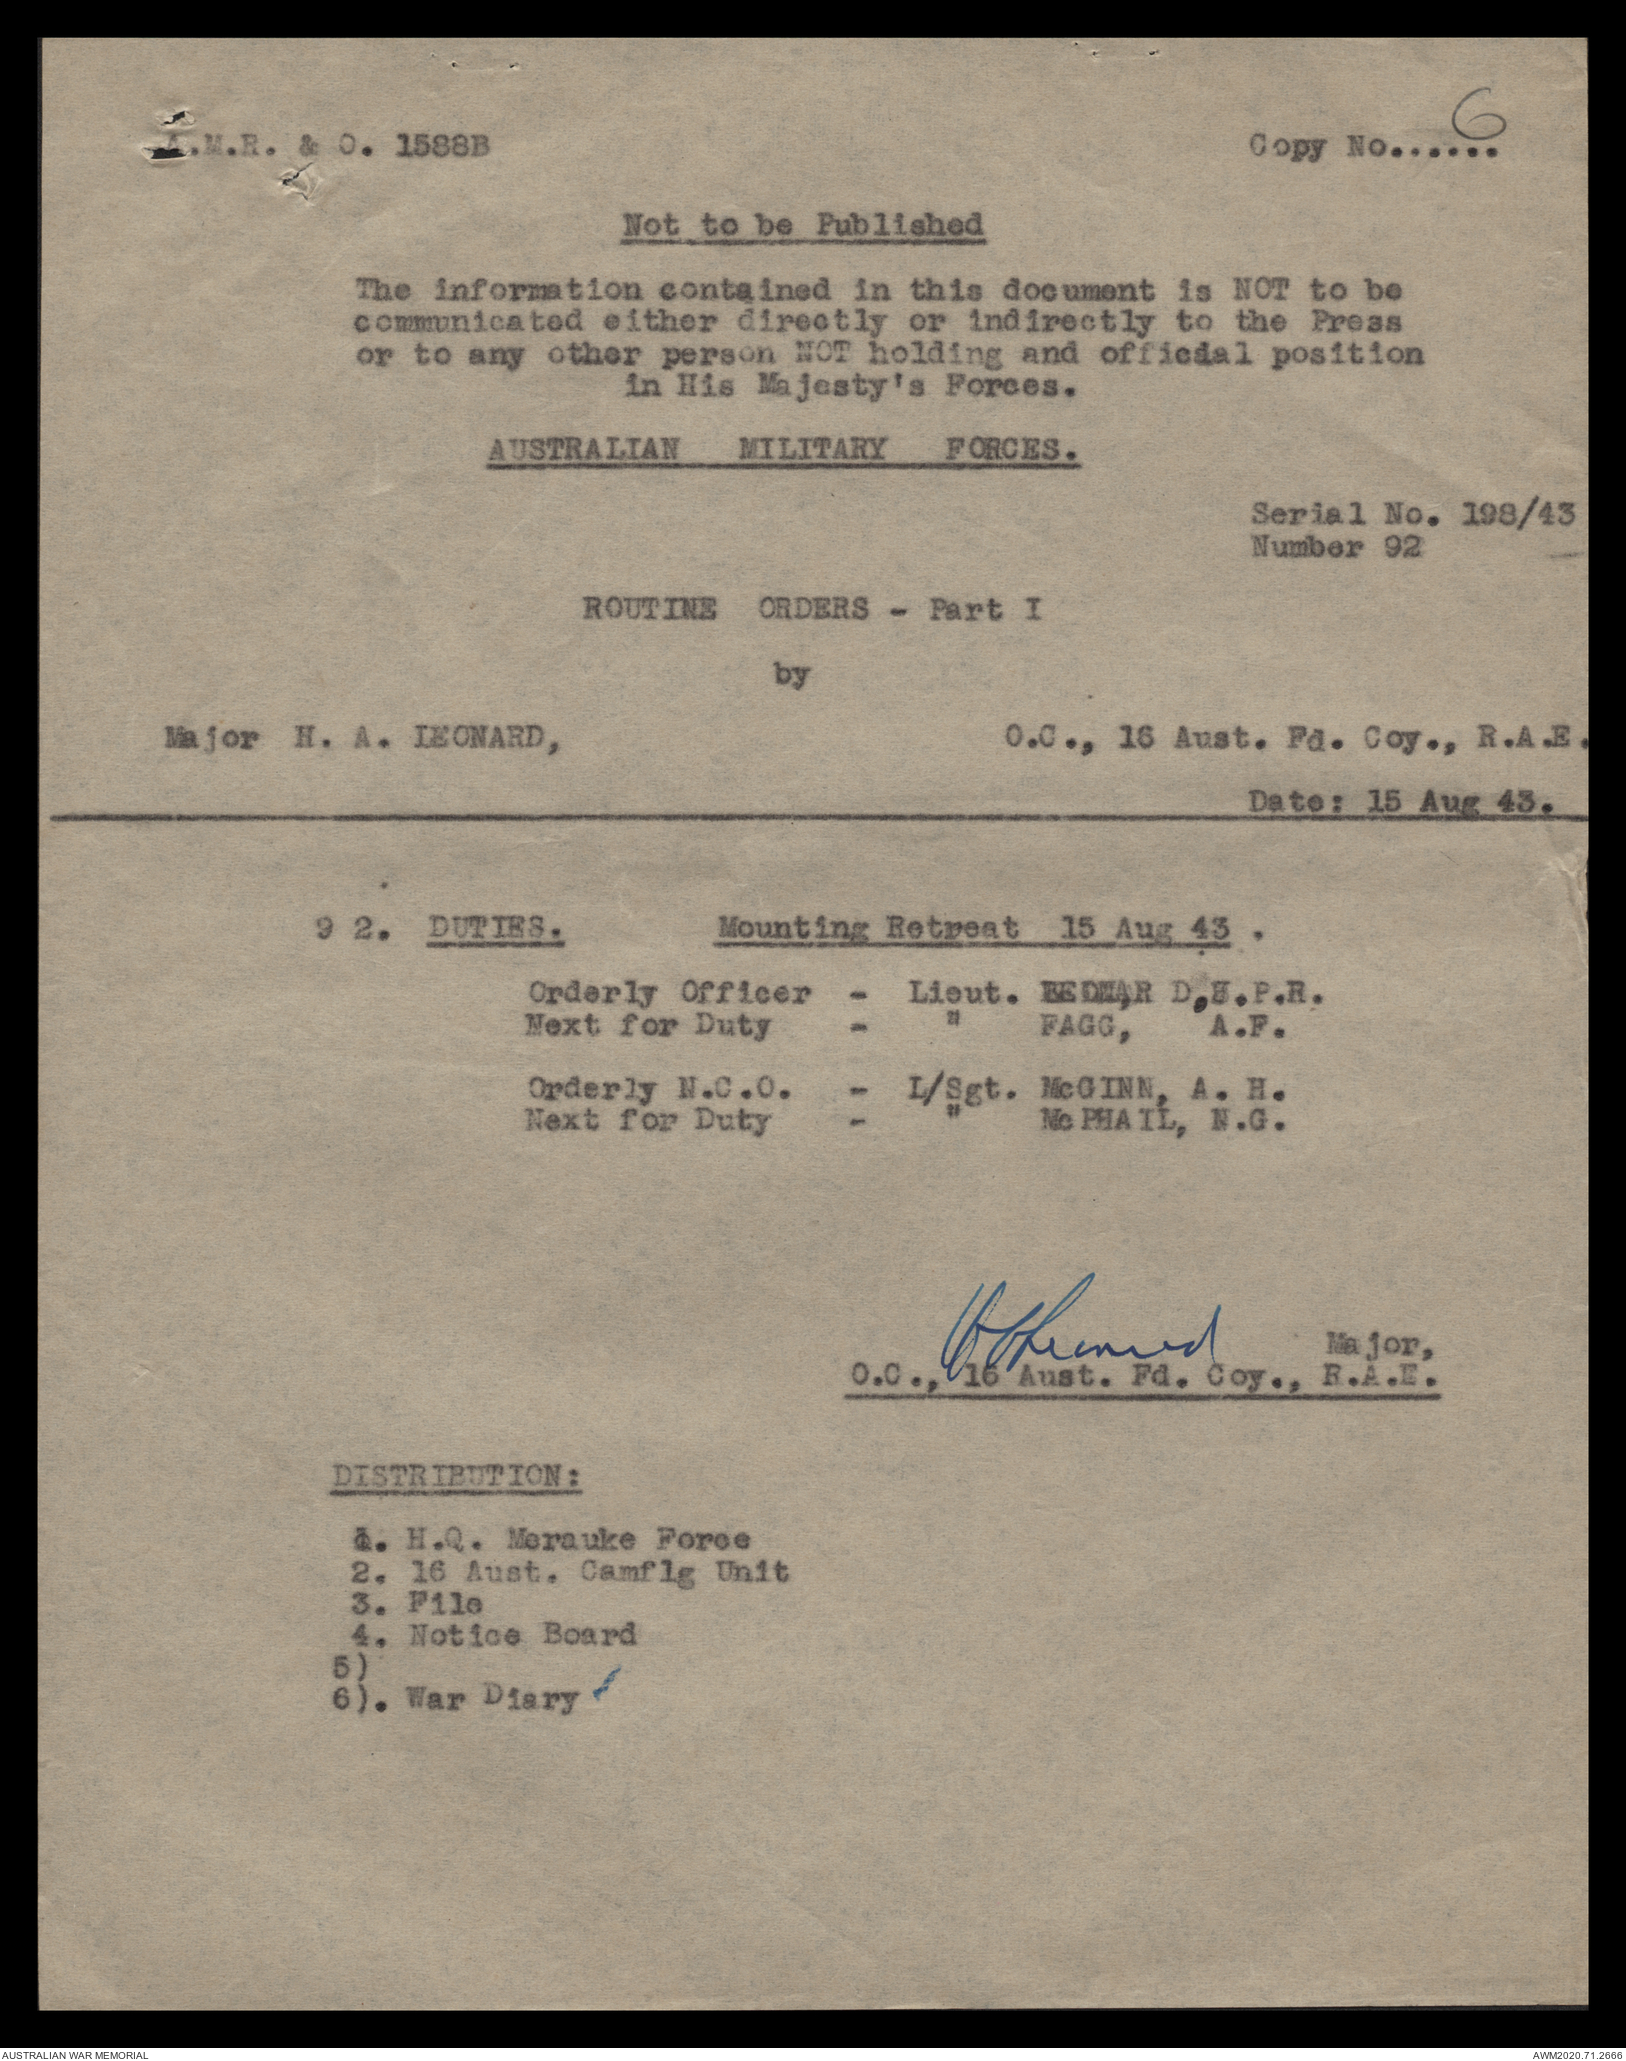 A.M.R. & O. 1588B
Copy No...... 6
Not to be Published
The information contained in this document is NOT to be
communicated either directly or indirectly to the Press
or to any other person NOT holding and official position
in His Majesty's Forces.
AUSTRALIAN MILITARY FORCES.
Serial No. 198/43
Number 92
ROUTINE ORDERS - Part I
by
Major H. A. LEONARD,
O.C., 16 Aust. Fd. Coy., R.A.E.
Date: 15 Aug 43.
9 2. DUTIES. Mounting Retreat 15 Aug 43 .
Orderly Officer - Lieut. P.R.
Next for Duty - " FAGG, A.F.
Orderly N.C.O. - L/Sgt. McGINN, A. H.
Next for Duty - " McPHAIL, N.G.
HALeonard Major,
O.C., 16 Aust. Fd. Coy., R.A.E.
DISTRIBUTION:
1. H.Q. Merauke Force
2. 16 Aust. Camflg Unit
3. File
4. Notice Board
5)
6). War Diary
AUSTRALIAN WAR MEMORIAL
AWM2020.71.2666